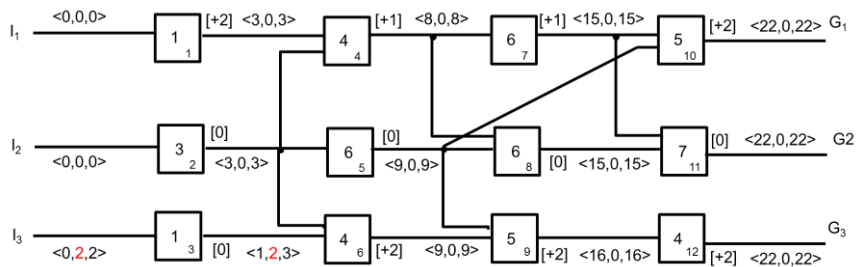 I1 <0,0,0> 1 1 [+2] <3,0,3> 4 4 [+1] <8,0,8> 6 7 [+1] <15,0,15> 5 10 [+2] <22,0,22> G1
I2 <0,0,0> 3 2 [0] <3,0,3> 6 5 [0] <9,0,9> 6 8 [0] <15,0,15> 7 11 [0] <22,0,22> G2
I3 <0,2,2> 1 3 [0] <1,2,3> 4 6 [+2] <9,0,9> 5 9 [+2] <16,0,16> 4 12 [+2] <22,0,22> G3